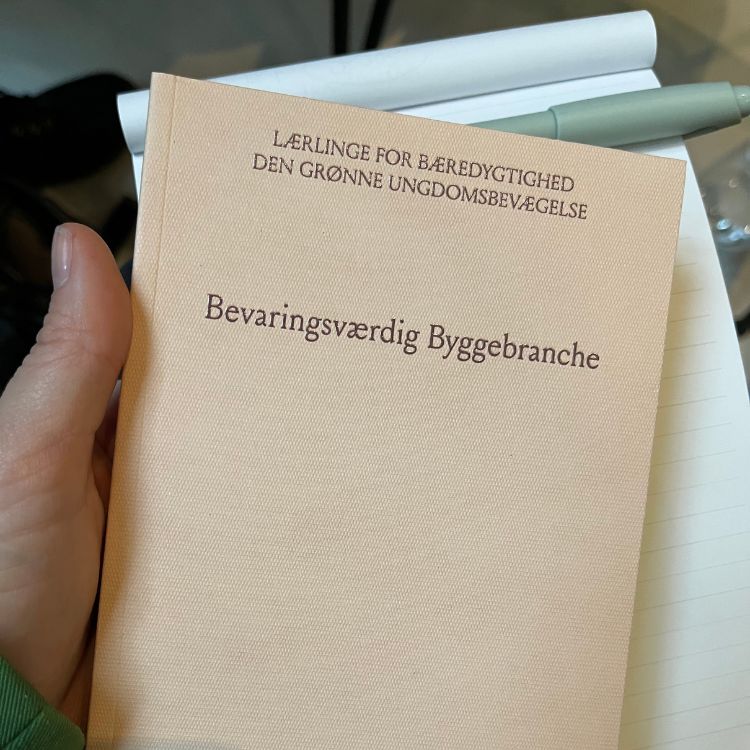 LÆRLINGE FOR BÆREDYGTIGHED
DEN GRØNNE UNGDOMSBEVÆGELSE
Bevaringsværdig Byggebranche